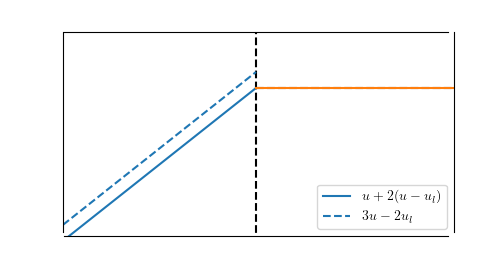 u + 2(u − u_l)
3u − 2u_l